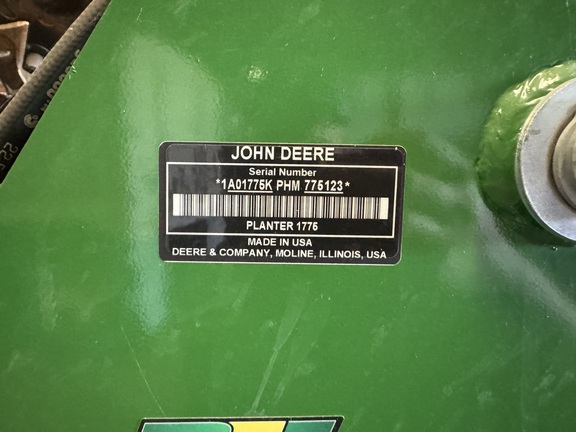 JOHN DEERE
Serial Number
*1A01775K PHM 775123*
PLANTER 1775
MADE IN USA
DEERE & COMPANY, MOLINE, ILLINOIS, USA